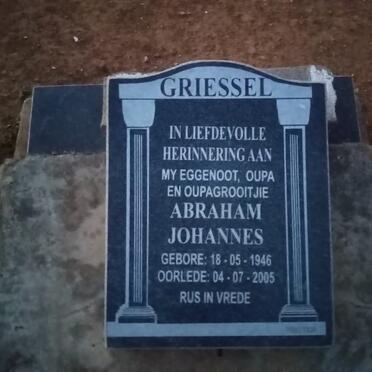 GRIESSEL
IN LIEFDEVOLLE
HERINNERING AAN
MY EGGENOOT, OUPA
EN OUPAGROOITJIE
ABRAHAM
JOHANNES
GEBORE: 18 - 05 - 1946
OORLEDE: 04 - 07 - 2005
RUS IN VREDE